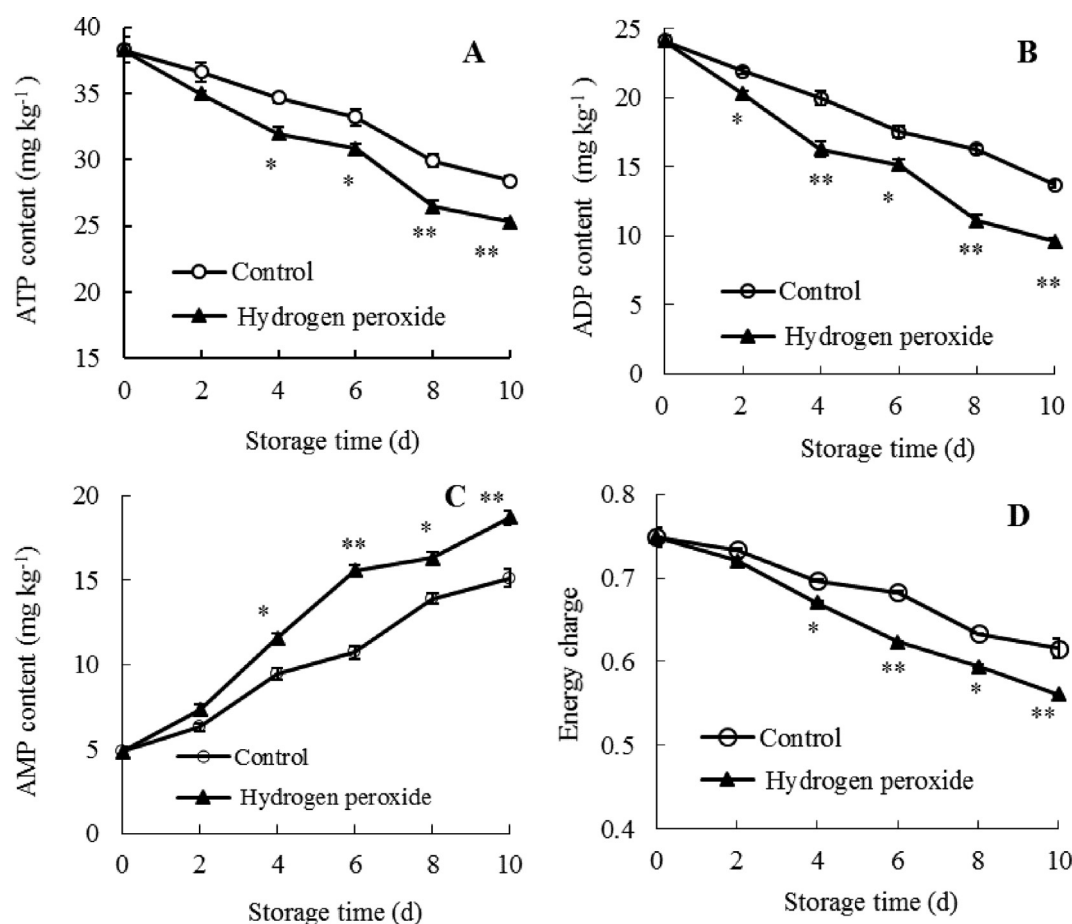 A
ATP content (mg kg⁻¹)
40
35
30
25
20
15
*
*
**
**
Control
Hydrogen peroxide
0 2 4 6 8 10
Storage time (d)
B
ADP content (mg kg⁻¹)
25
20
15
10
5
0
*
**
*
**
**
Control
Hydrogen peroxide
0 2 4 6 8 10
Storage time (d)
C
AMP content (mg kg⁻¹)
20
15
10
5
0
*
**
*
**
Control
Hydrogen peroxide
0 2 4 6 8 10
Storage time (d)
D
Energy charge
0.8
0.7
0.6
0.5
0.4
*
**
*
**
Control
Hydrogen peroxide
0 2 4 6 8 10
Storage time (d)